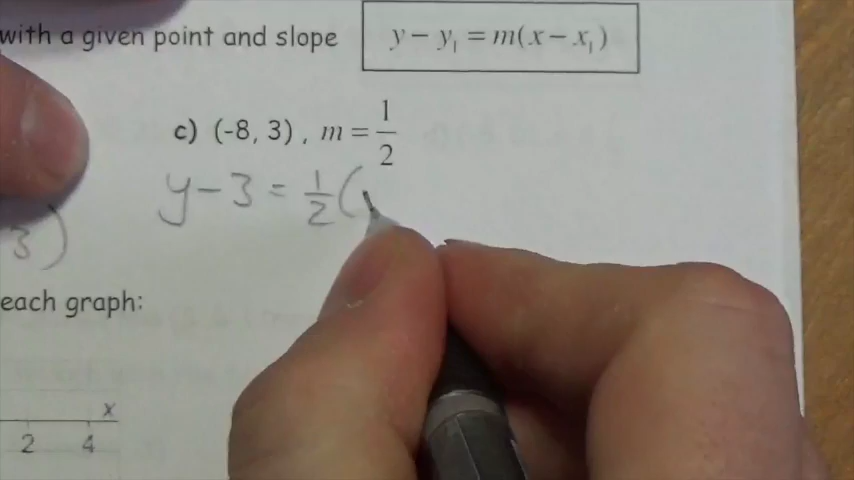 with a given point and slope y - y₁ = m(x - x₁)
c) (-8, 3), m = 1/2
y - 3 = 1/2 (
3)
each graph:
x
2 4